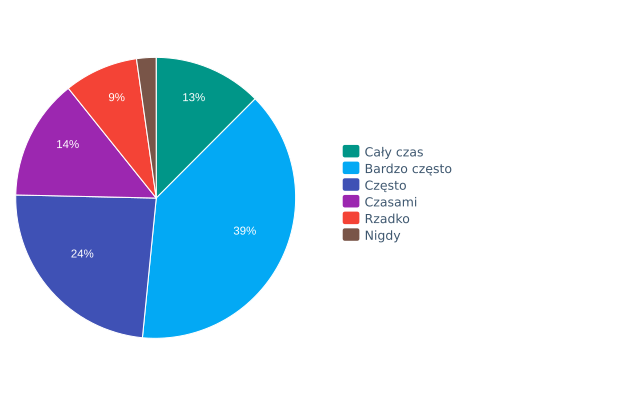 9%
13%
14%
39%
24%
Cały czas
Bardzo często
Często
Czasami
Rzadko
Nigdy